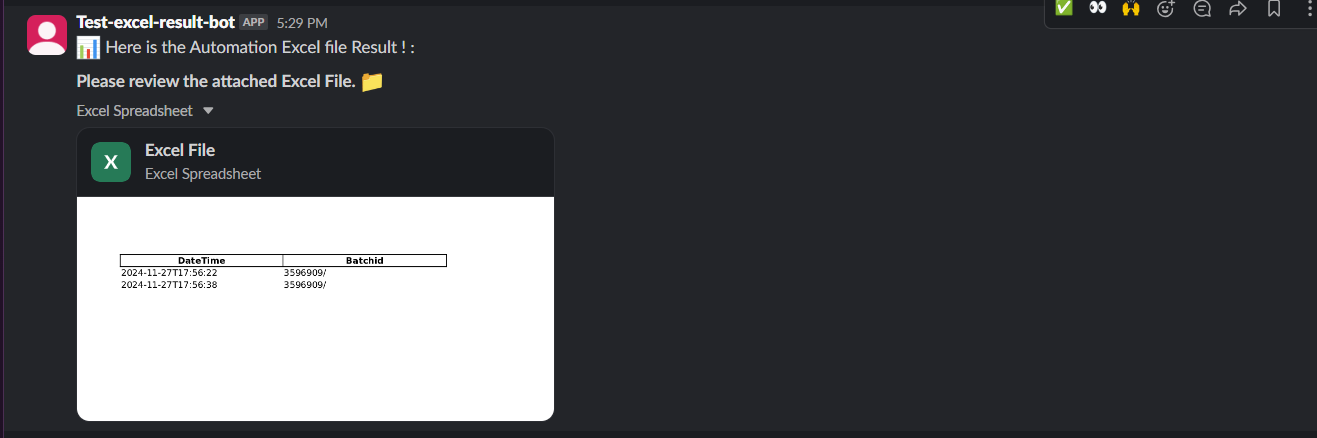 Test-excel-result-bot APP 5:29 PM
📊 Here is the Automation Excel file Result ! :
Please review the attached Excel File. 📁
Excel Spreadsheet
X
Excel File
Excel Spreadsheet
DateTime Batchid
2024-11-27T17:56:22 3596909/
2024-11-27T17:56:38 3596909/